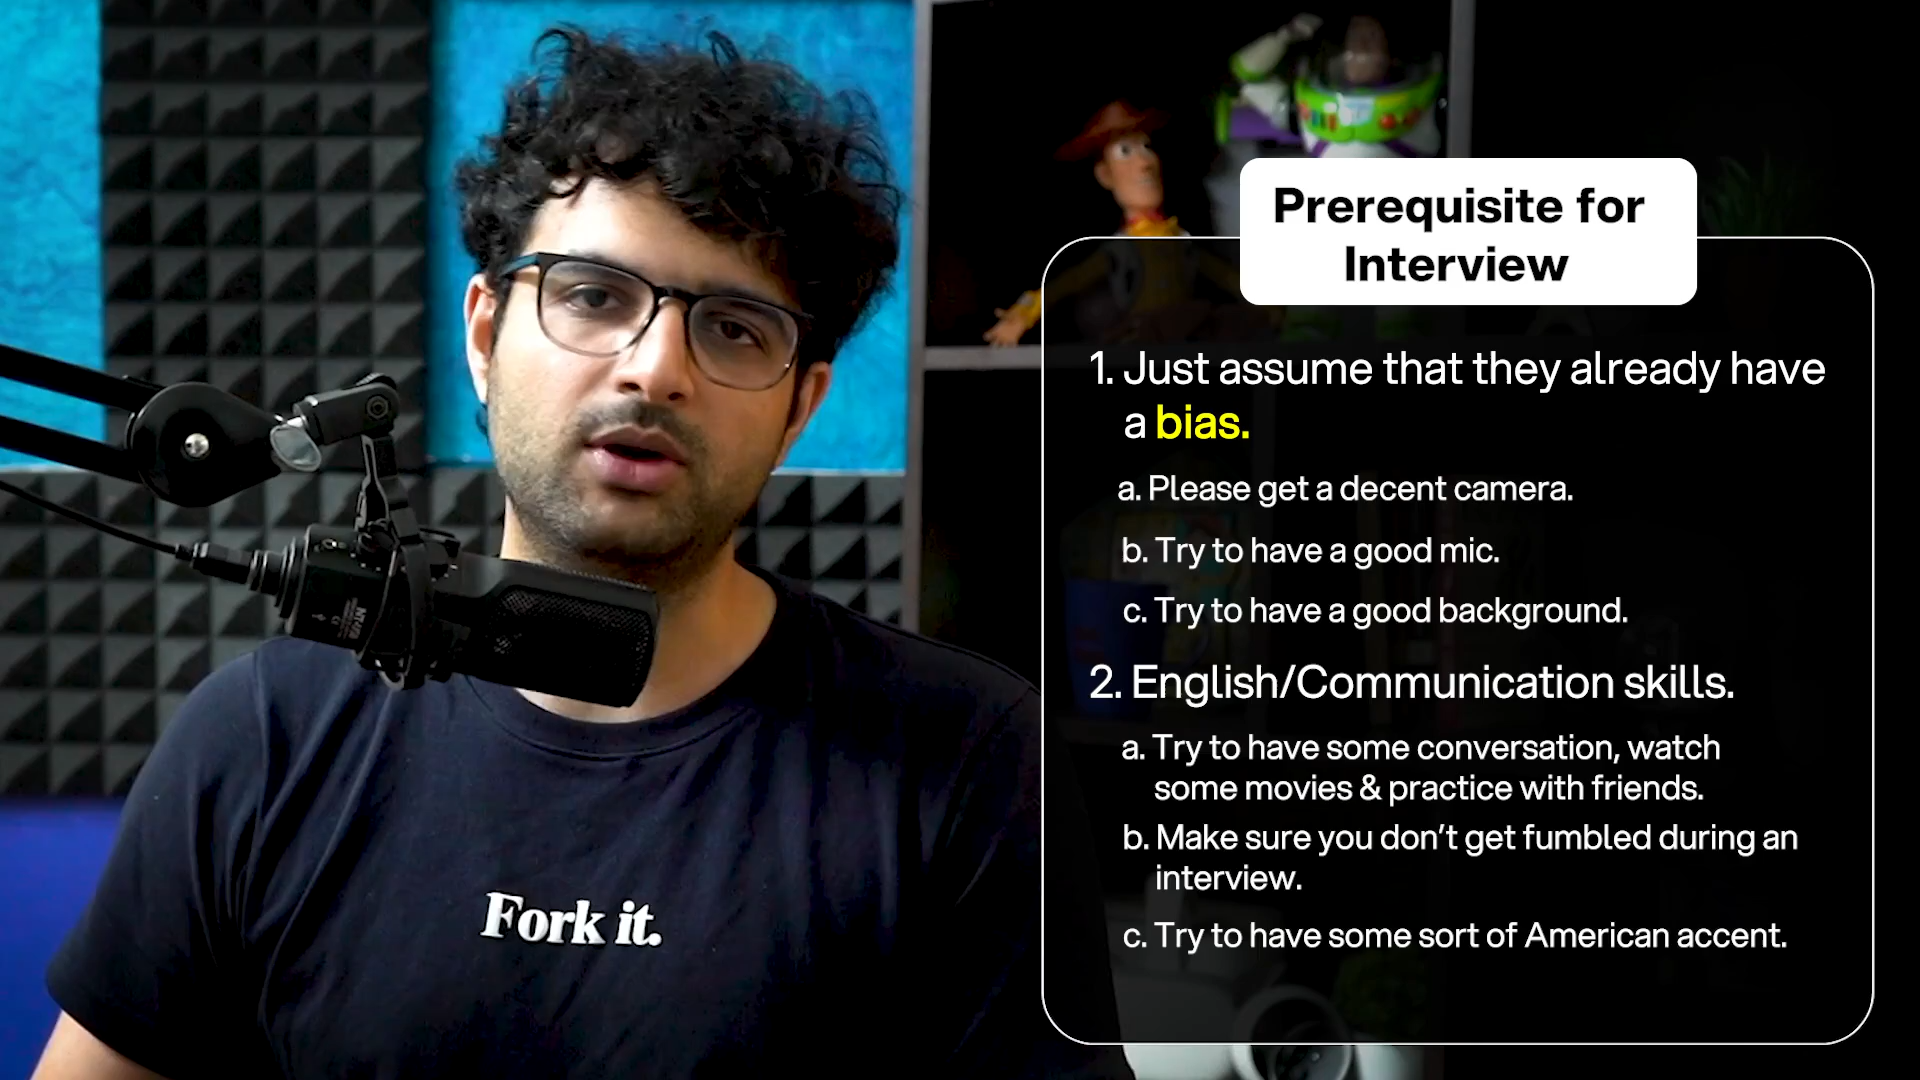 Prerequisite for
Interview
1. Just assume that they already have
a bias.
a. Please get a decent camera.
b. Try to have a good mic.
c. Try to have a good background.
2. English/Communication skills.
a. Try to have some conversation, watch
some movies & practice with friends.
b. Make sure you don’t get fumbled during an
interview.
c. Try to have some sort of American accent.
Fork it.